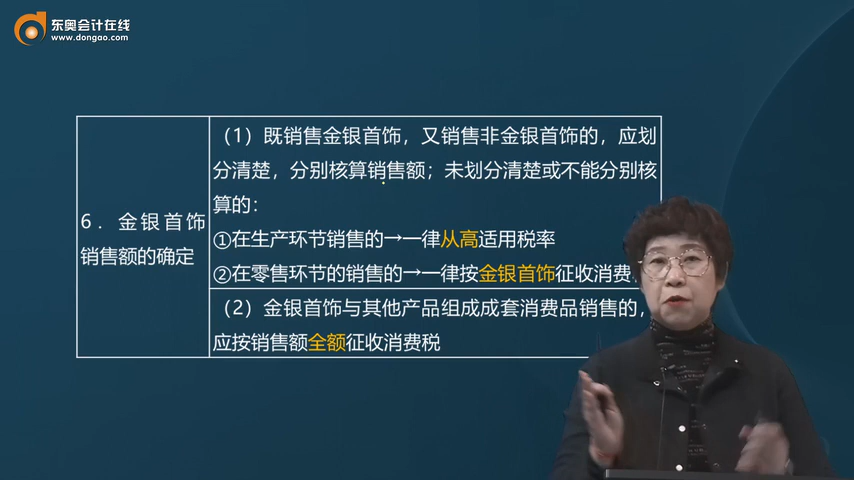 东奥会计在线
www.dongao.com
6．金银首饰
销售额的确定
（1）既销售金银首饰，又销售非金银首饰的，应划
分清楚，分别核算销售额；未划分清楚或不能分别核
算的：
①在生产环节销售的→一律从高适用税率
②在零售环节的销售的→一律按金银首饰征收消费
（2）金银首饰与其他产品组成成套消费品销售的，
应按销售额全额征收消费税